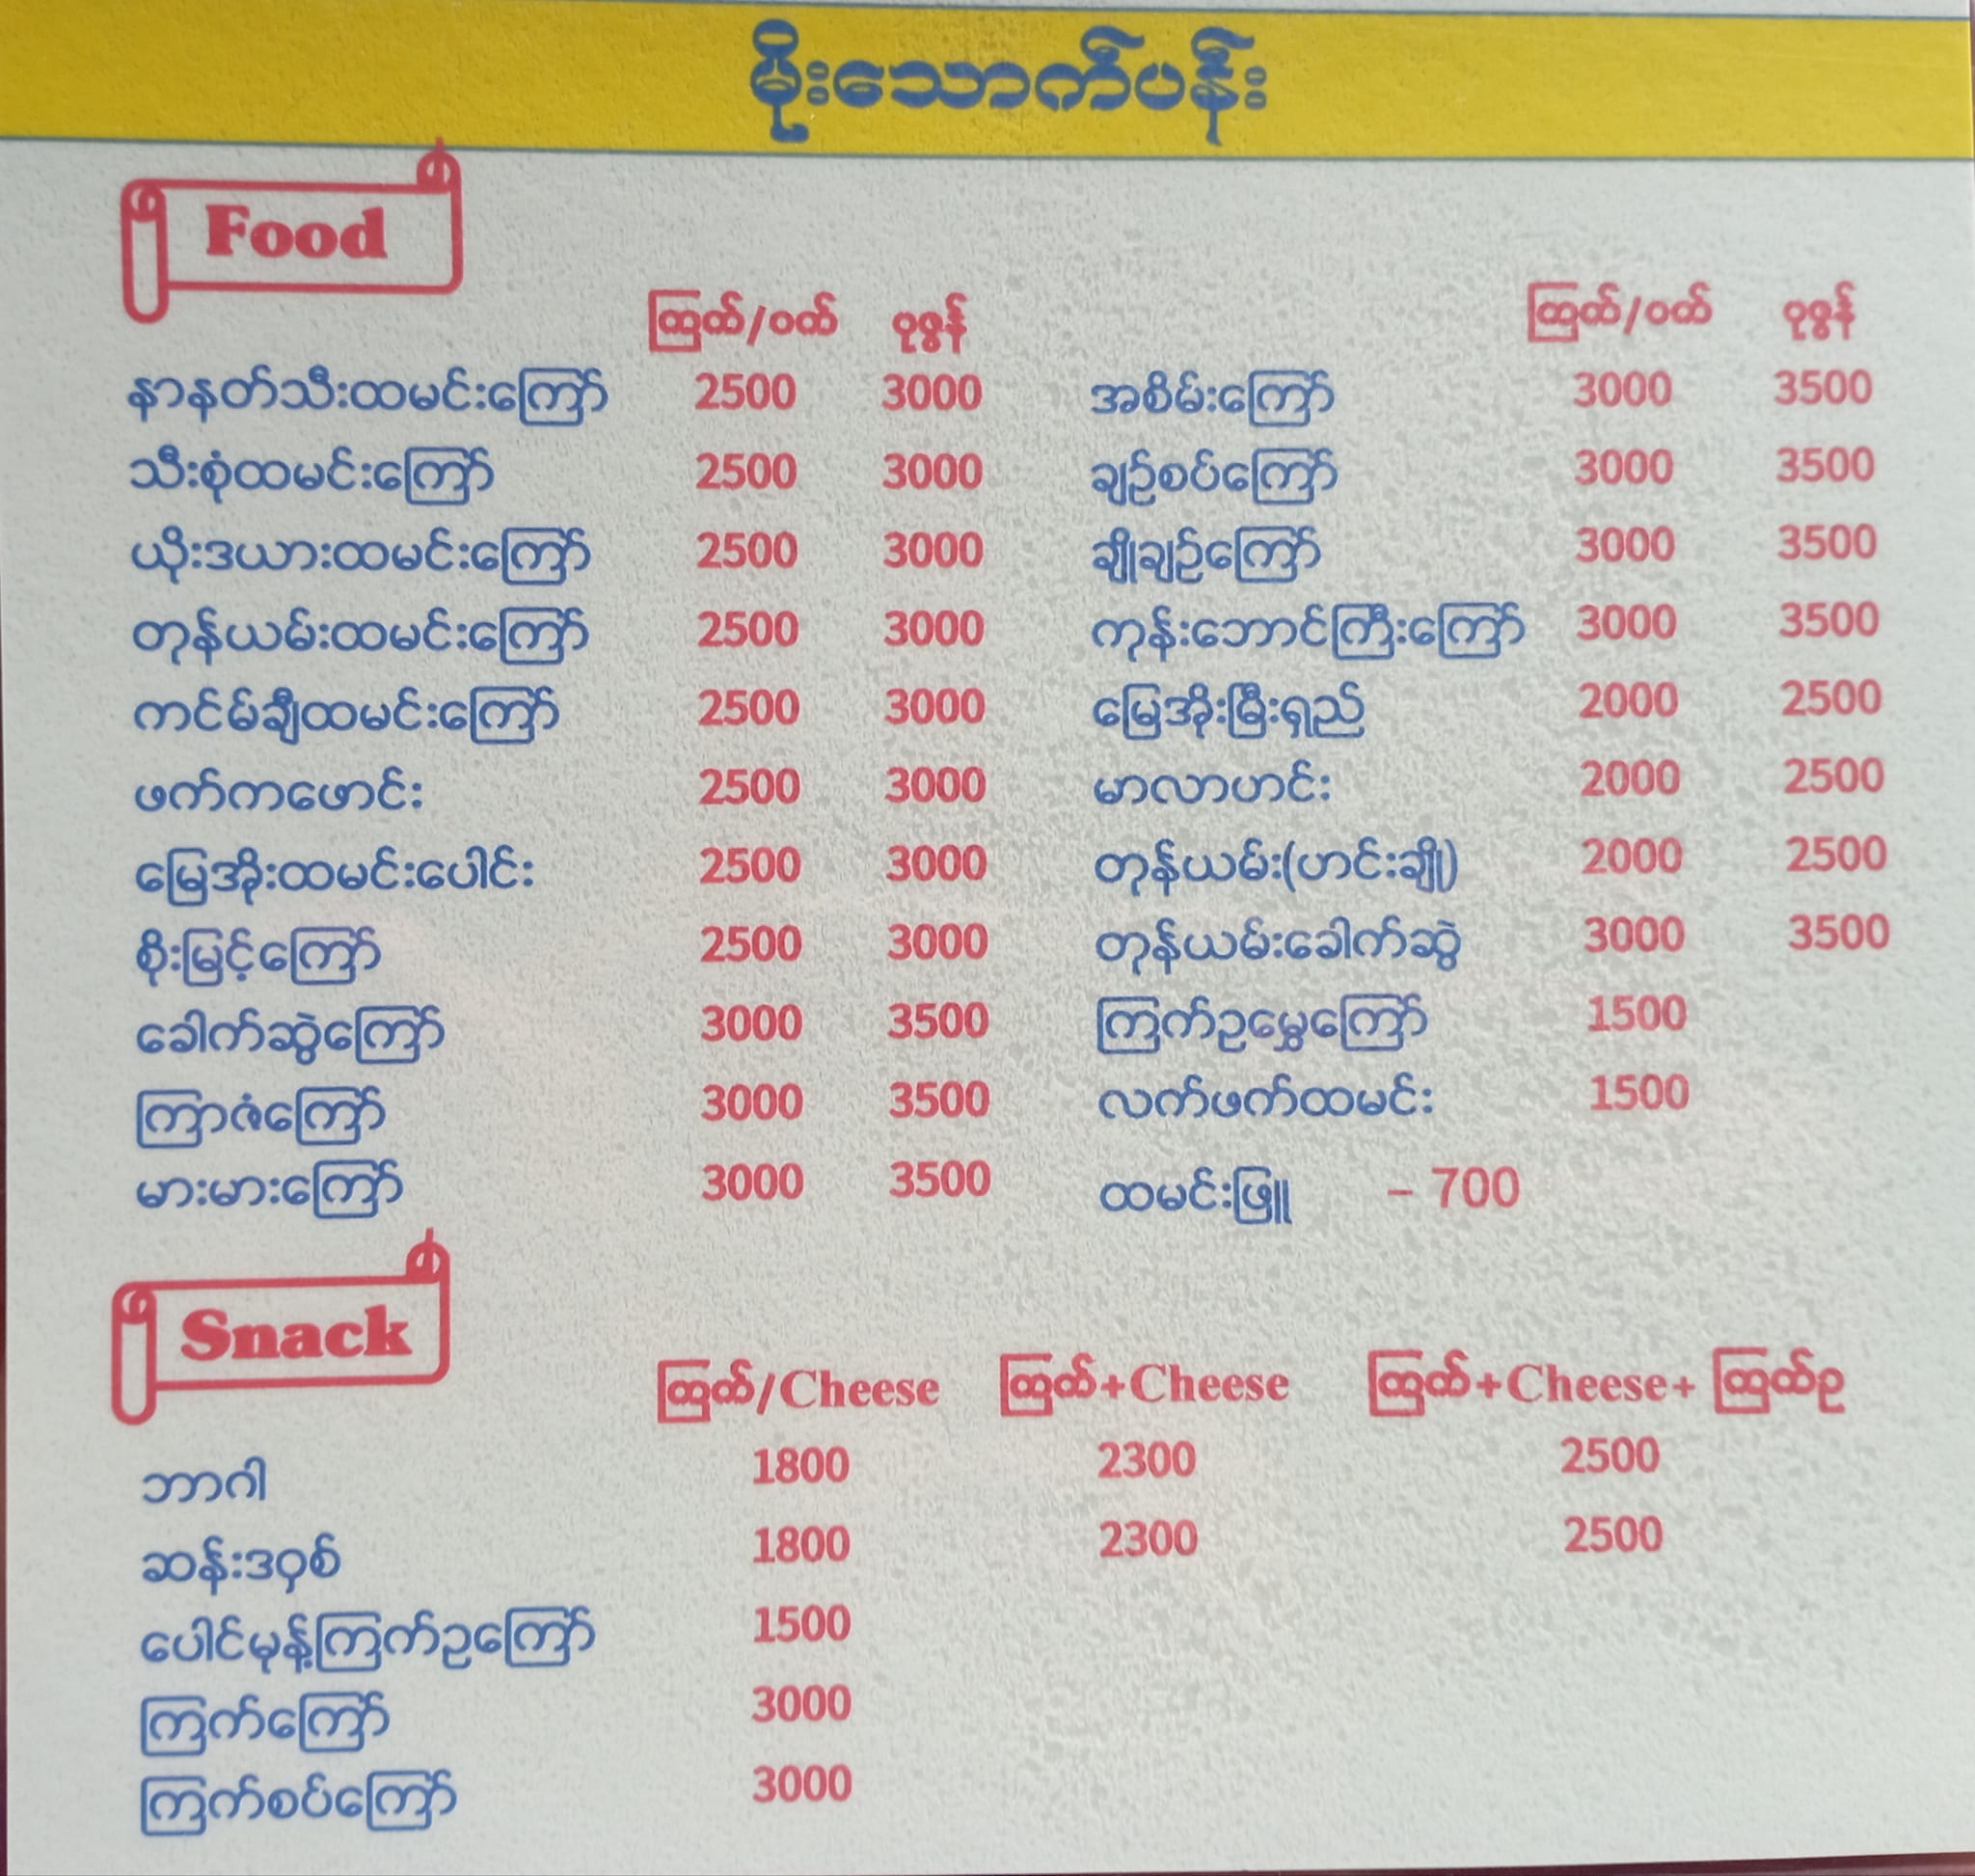 မိုးသောက်ပန်း
Food
ကြက်/ဝက် ပုဇွန် ကြက်/ဝက် ပုဇွန်
နာနတ်သီးထမင်းကြော် 2500 3000 အစိမ်းကြော် 3000 3500
သီးစုံထမင်းကြော် 2500 3000 ချဉ်စပ်ကြော် 3000 3500
ယိုးဒယားထမင်းကြော် 2500 3000 ချိုချဉ်ကြော် 3000 3500
တုန်ယမ်းထမင်းကြော် 2500 3000 ကုန်းဘောင်ကြီးကြော် 3000 3500
ကင်မ်ချီထမင်းကြော် 2500 3000 မြေအိုးမြီးရှည် 2000 2500
ဖက်ကဖောင်း 2500 3000 မာလာဟင်း 2000 2500
မြေအိုးထမင်းပေါင်း 2500 3000 တုန်ယမ်း(ဟင်းချို) 2000 2500
စိုးမြင့်ကြော် 2500 3000 တုန်ယမ်းခေါက်ဆွဲ 3000 3500
ခေါက်ဆွဲကြော် 3000 3500 ကြက်ဥမွှေကြော် 1500
ကြာဇံကြော် 3000 3500 လက်ဖက်ထမင်း 1500
မားမားကြော် 3000 3500 ထမင်းဖြူ – 700
Snack
ကြက်/Cheese ကြက်+Cheese ကြက်+Cheese+ ကြက်ဥ
ဘာဂါ 1800 2300 2500
ဆန်းဒဝှစ် 1800 2300 2500
ပေါင်မုန့်ကြက်ဥကြော် 1500
ကြက်ကြော် 3000
ကြက်စပ်ကြော် 3000